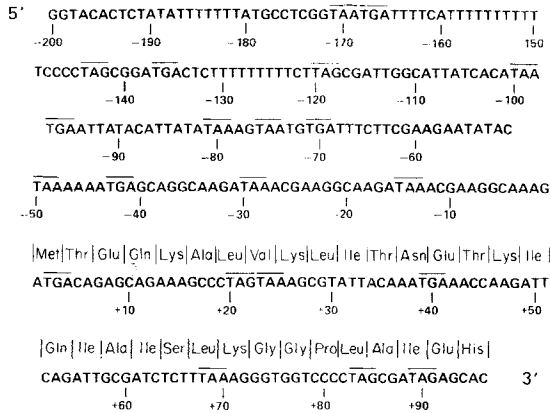 5' GGTACACTCTATATTTTTTTATGCCTCGGTAATGATTTTCATTTTTTTTTT
-200 -190 -180 -170 -160 -150
TCCCCTAGCGGATGACTCTTTTTTTTTCTTAGCGATTGGCATTATCACATAA
-140 -130 -120 -110 -100
TGAATTATACATTATATAAAGTAATGTGATTTCTTCGAAGAATATAC
-90 -80 -70 -60
TAAAAAATGAGCAGGCAAGATAAACGAAGGCAAGATAAACGAAGGCAAAG
-50 -40 -30 -20 -10
Met Thr Glu Gln Lys Ala Leu Val Lys Leu Ile Thr Asn Glu Thr Lys Ile
ATGACAGAGCAGAAAGCCCTAGTAAAGCGTATTACAAATGAAACCAAGATT
+10 +20 +30 +40 +50
Gln Ile Ala Ile Ser Leu Lys Gly Gly Pro Leu Ala Ile Glu His
CAGATTGCGATCTCTTTAAAGGGTGGTCCCCTAGCGATAGAGCAC 3'
+60 +70 +80 +90